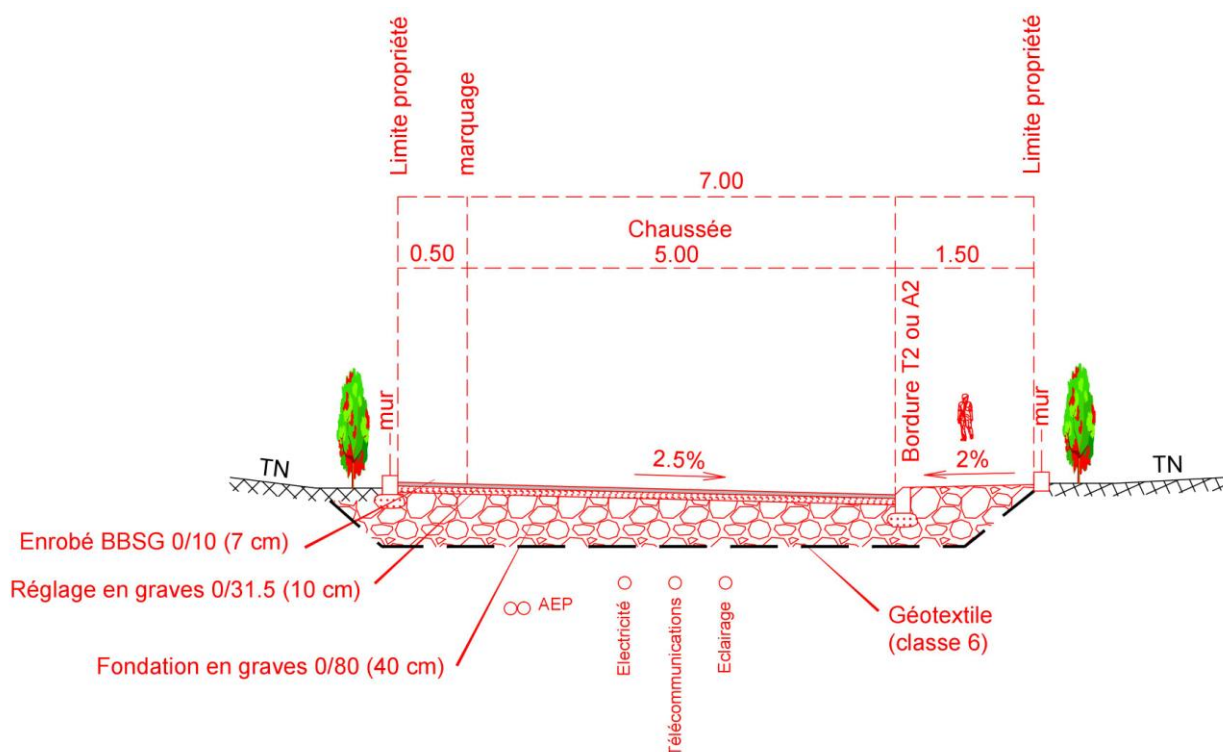 Limite propriété
marquage
Limite propriété
7.00
Chaussée
0.50
5.00
1.50
Bordure T2 ou A2
mur
mur
TN
2.5%
2%
TN
Enrobé BBSG 0/10 (7 cm)
Réglage en graves 0/31.5 (10 cm)
Fondation en graves 0/80 (40 cm)
AEP
Electricité
Télécommunications
Eclairage
Géotextile
(classe 6)